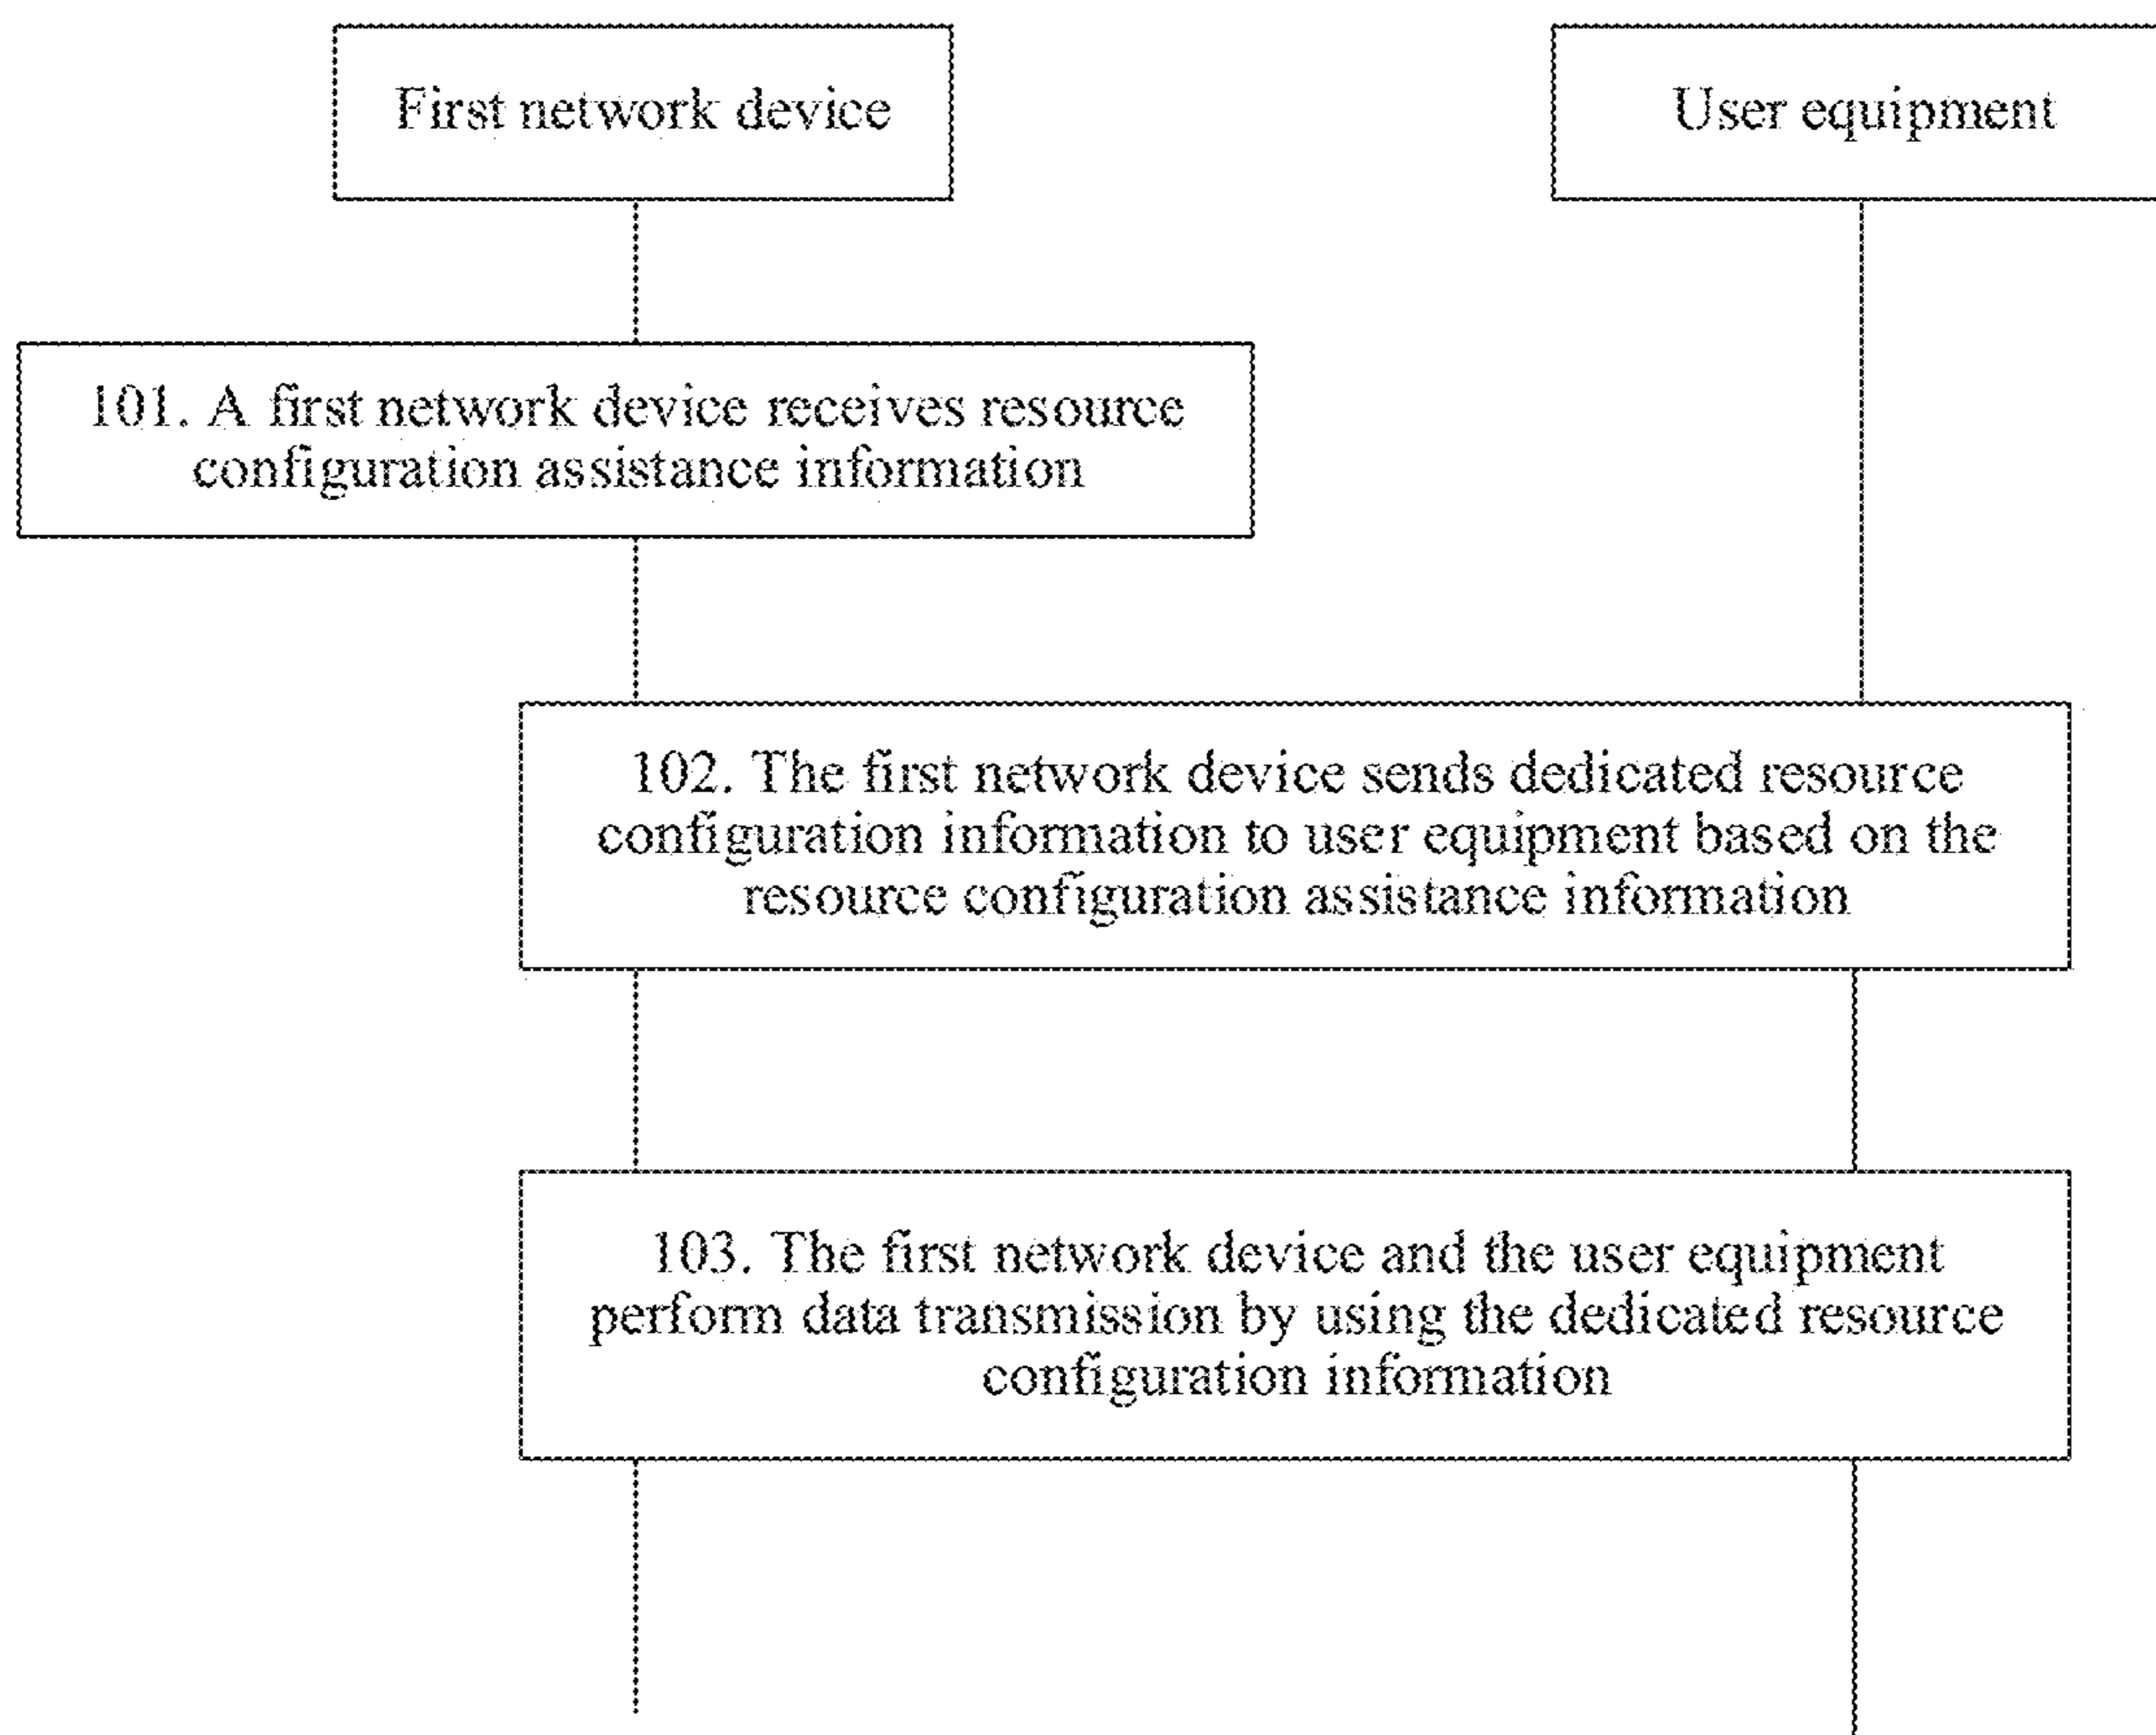 First network device
User equipment
101. A first network device receives resource
configuration assistance information
102. The first network device sends dedicated resource
configuration information to user equipment based on the
resource configuration assistance information
103. The first network device and the user equipment
perform data transmission by using the dedicated resource
configuration information